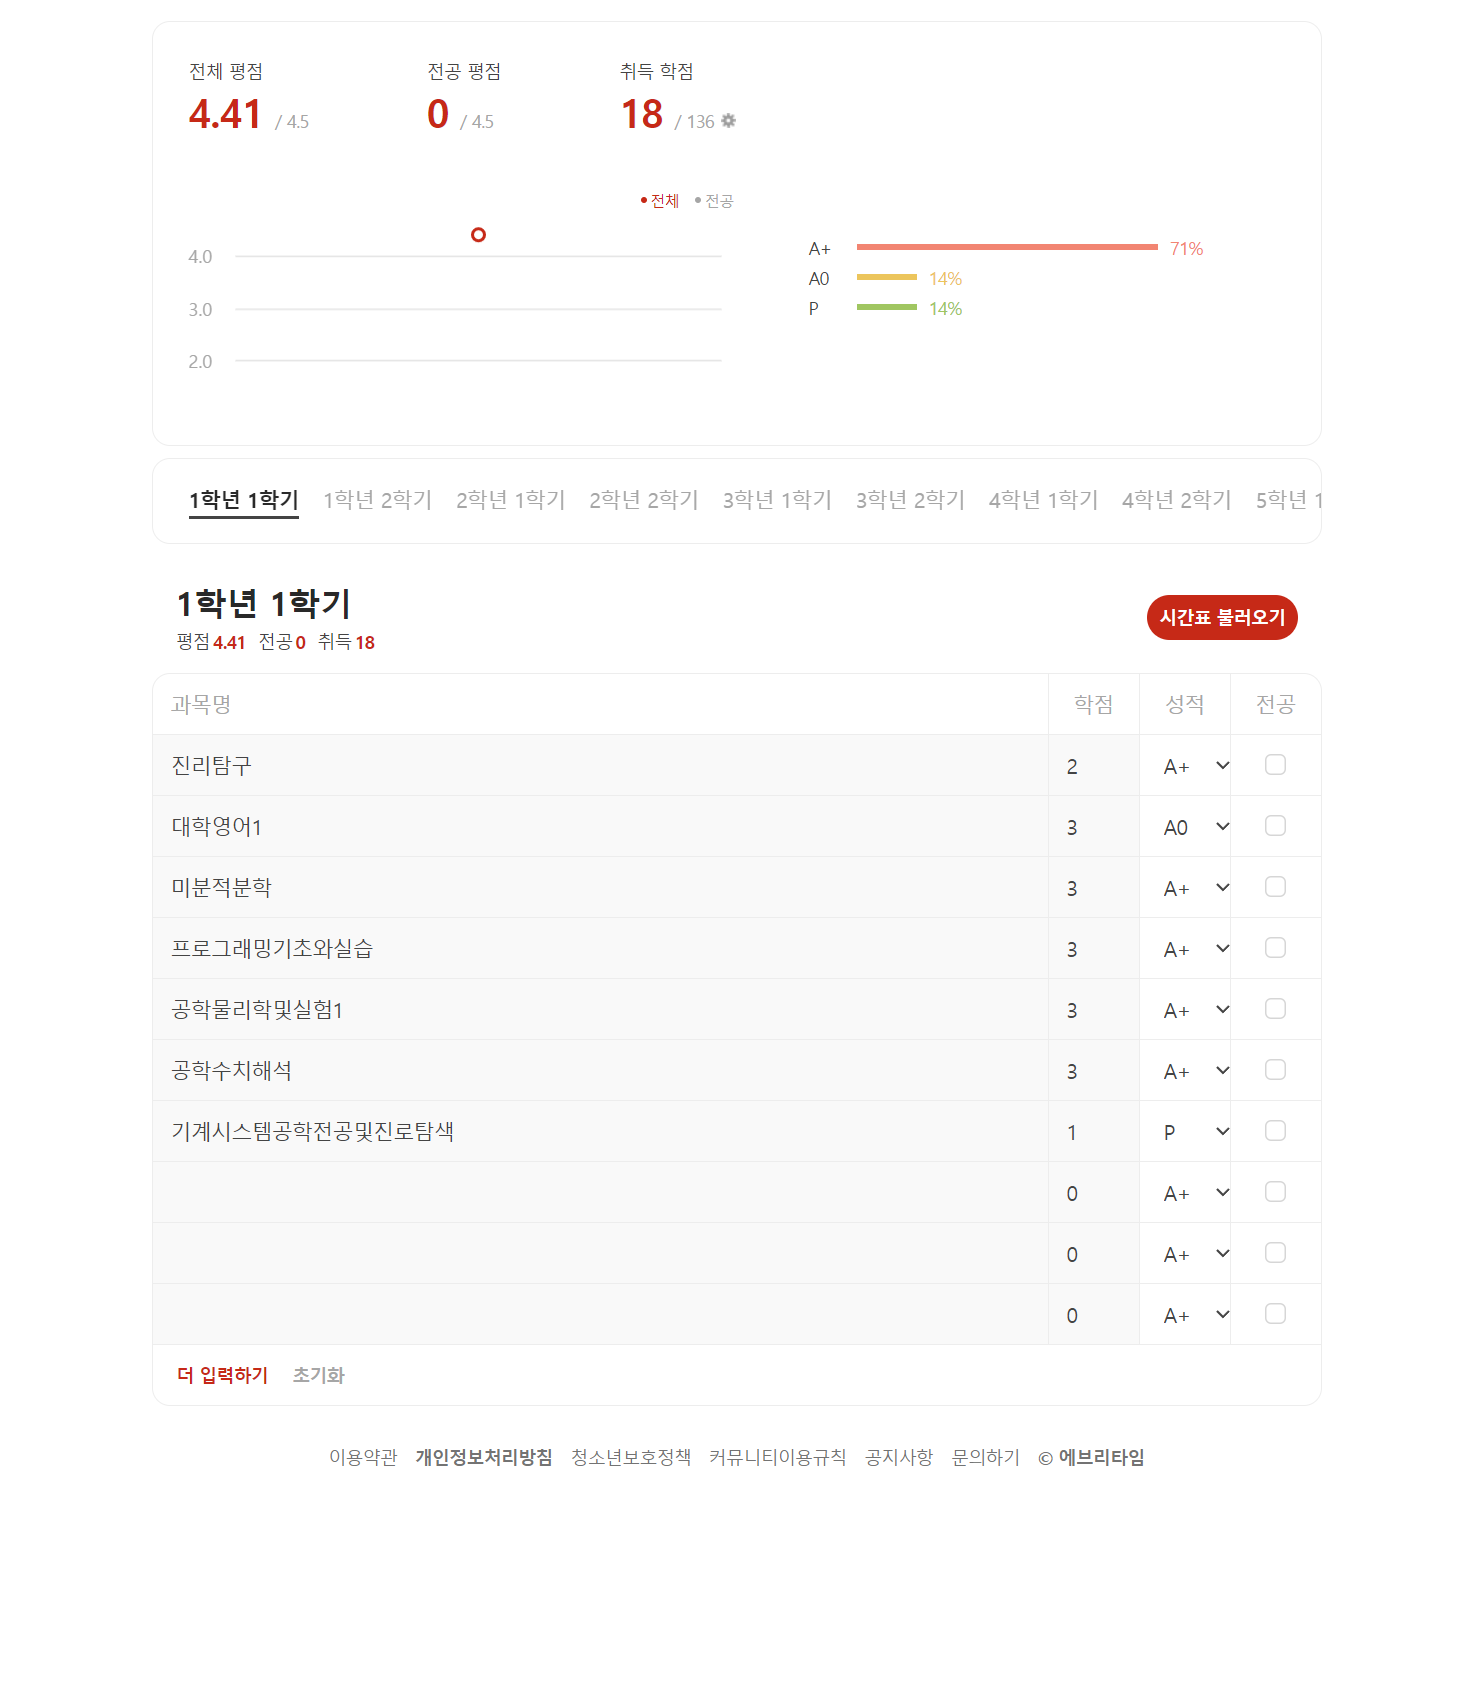 전체 평점 전공 평점 취득 학점
4.41 / 4.5 0 / 4.5 18 / 136
전체 전공
4.0
3.0
2.0
A+ 71%
A0 14%
P 14%
1학년 1학기 1학년 2학기 2학년 1학기 2학년 2학기 3학년 1학기 3학년 2학기 4학년 1학기 4학년 2학기 5학년 1
1학년 1학기
평점 4.41 전공 0 취득 18
시간표 불러오기
과목명 학점 성적 전공
진리탐구 2 A+
대학영어1 3 A0
미분적분학 3 A+
프로그래밍기초와실습 3 A+
공학물리학및실험1 3 A+
공학수치해석 3 A+
기계시스템공학전공및진로탐색 1 P
0 A+
0 A+
0 A+
더 입력하기 초기화
이용약관 개인정보처리방침 청소년보호정책 커뮤니티이용규칙 공지사항 문의하기 © 에브리타임